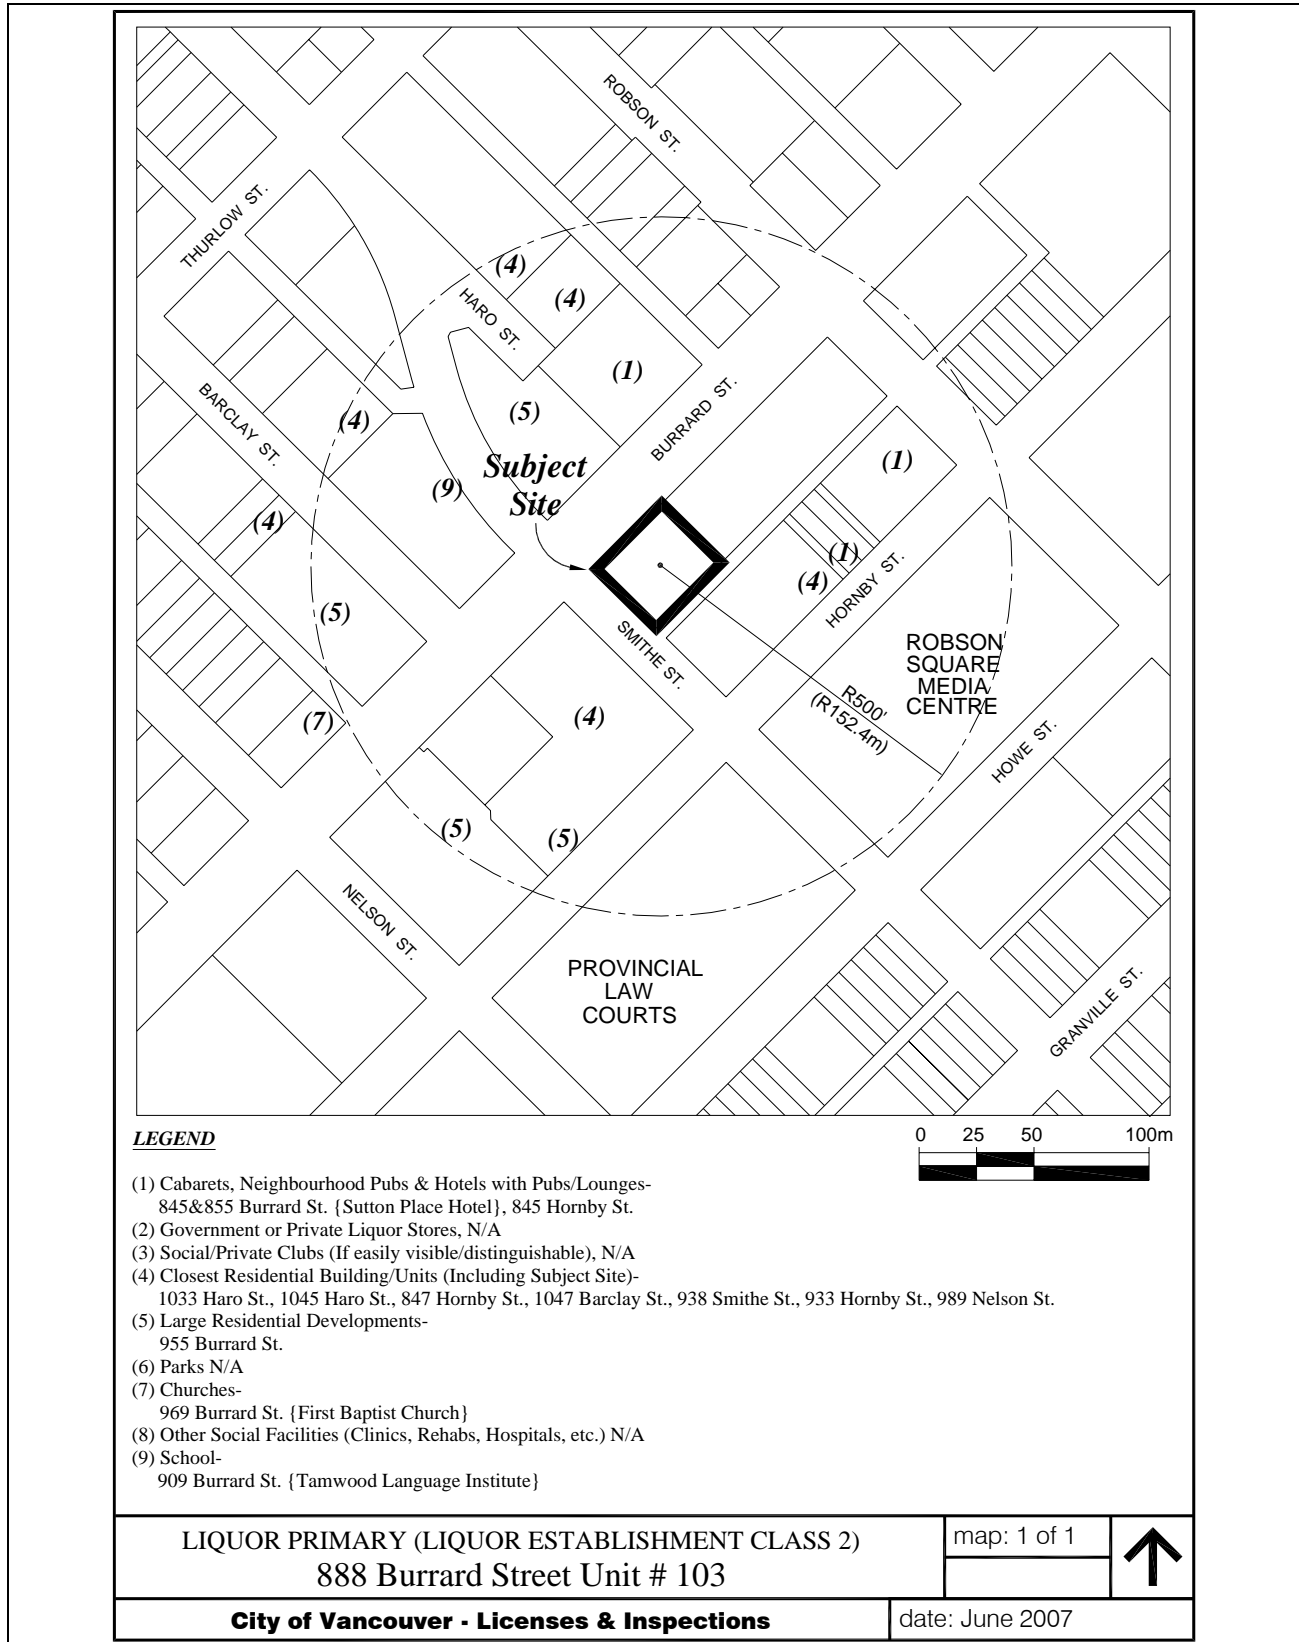 ROBSON ST.
THURLOW ST.
(4)
HARO ST.
(4)
(1)
BURRARD ST.
BARCLAY ST.
(4)
(5)
(1)
Subject
Site
(9)
(4)
(1)
(4)
HORNBY ST.
(5)
SMITHE ST.
ROBSON
SQUARE
MEDIA
CENTRE
R500'
(R152.4m)
(7)
(4)
HOWE ST.
(5)
(5)
NELSON ST.
PROVINCIAL
LAW
COURTS
GRANVILLE ST.
LEGEND
0 25 50 100m
(1) Cabarets, Neighbourhood Pubs & Hotels with Pubs/Lounges-
845&855 Burrard St. {Sutton Place Hotel}, 845 Hornby St.
(2) Government or Private Liquor Stores, N/A
(3) Social/Private Clubs (If easily visible/distinguishable), N/A
(4) Closest Residential Building/Units (Including Subject Site)-
1033 Haro St., 1045 Haro St., 847 Hornby St., 1047 Barclay St., 938 Smithe St., 933 Hornby St., 989 Nelson St.
(5) Large Residential Developments-
955 Burrard St.
(6) Parks N/A
(7) Churches-
969 Burrard St. {First Baptist Church}
(8) Other Social Facilities (Clinics, Rehabs, Hospitals, etc.) N/A
(9) School-
909 Burrard St. {Tamwood Language Institute}
LIQUOR PRIMARY (LIQUOR ESTABLISHMENT CLASS 2)
888 Burrard Street Unit # 103
map: 1 of 1
City of Vancouver - Licenses & Inspections
date: June 2007